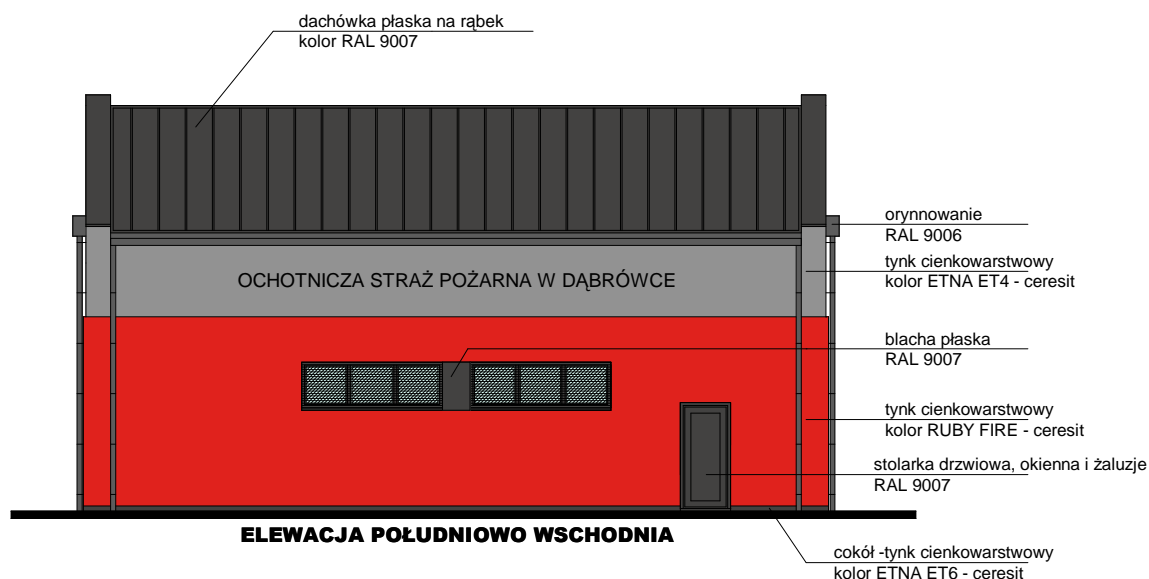 dachówka płaska na rąbek
kolor RAL 9007
orynnowanie
RAL 9006
tynk cienkowarstwowy
kolor ETNA ET4 - ceresit
OCHOTNICZA STRAŻ POŻARNA W DĄBRÓWCE
blacha płaska
RAL 9007
tynk cienkowarstwowy
kolor RUBY FIRE - ceresit
stolarka drzwiowa, okienna i żaluzje
RAL 9007
ELEWACJA POŁUDNIOWO WSCHODNIA
cokół -tynk cienkowarstwowy
kolor ETNA ET6 - ceresit